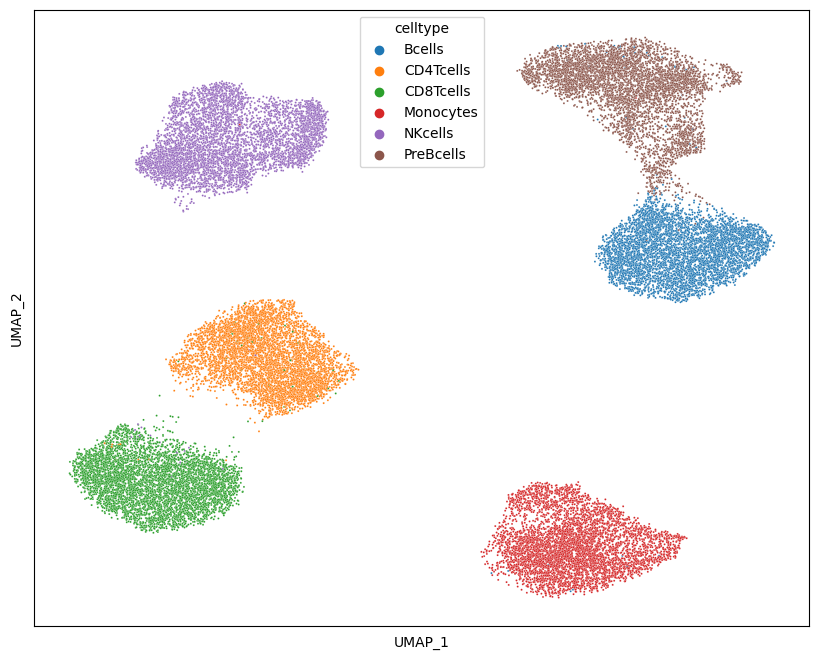 celltype
Bcells
CD4Tcells
CD8Tcells
Monocytes
NKcells
PreBcells
UMAP_2
UMAP_1